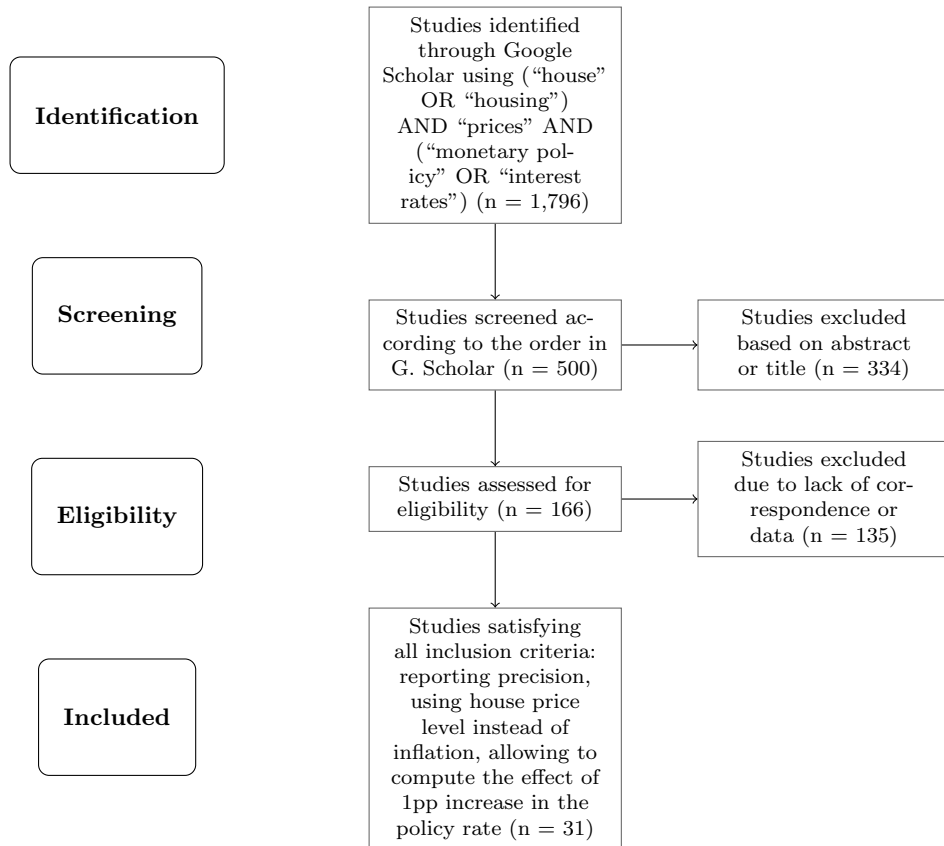 Identification
Studies identified
through Google
Scholar using (“house”
OR “housing”)
AND “prices” AND
(“monetary pol-
icy” OR “interest
rates”) (n = 1,796)
Screening
Studies screened ac-
cording to the order in
G. Scholar (n = 500)
Studies excluded
based on abstract
or title (n = 334)
Eligibility
Studies assessed for
eligibility (n = 166)
Studies excluded
due to lack of cor-
respondence or
data (n = 135)
Included
Studies satisfying
all inclusion criteria:
reporting precision,
using house price
level instead of
inflation, allowing to
compute the effect of
1pp increase in the
policy rate (n = 31)